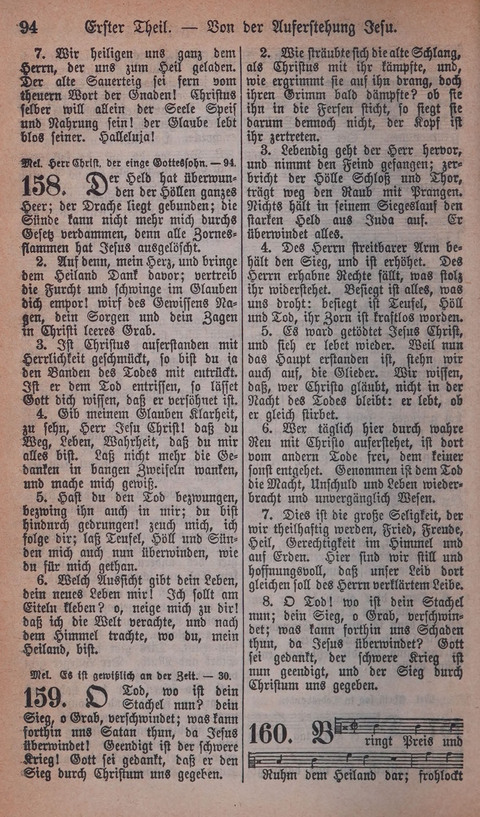 94 Erster Theil. — Von der Auferstehung Jesu.
7. Wir heiligen uns ganz dem
Herrn, der uns zum Heil geladen.
Der alte Sauerteig sei fern vom
theuern Wort der Gnaden! Christus
selber will allein der Seele Speis
und Nahrung sein! der Glaube lebt
blos seiner. Halleluja!
Mel. Herr Christ, der einge Gottessohn. — 94.
158. Der Held hat überwun-
den der Höllen ganzes
Heer; der Drache liegt gebunden; die
Sünde kann nicht mehr mich durchs
Gesetz verdammen, denn alle Zornes-
flammen hat Jesus ausgelöscht.
2. Auf denn, mein Herz, und bringe
dem Heiland Dank davor; vertreib
die Furcht und schwinge im Glauben
dich empor! wirf des Gewissens Na-
gen, dein Sorgen und dein Zagen
in Christi leeres Grab.
3. Ist Christus auferstanden mit
Herrlichkeit geschmückt, so bist du ja
den Banden des Todes mit entrückt.
Ist er dem Tod entrissen, so lässet
Gott dich wissen, daß er versöhnet ist.
4. Gib meinem Glauben Klarheit,
zu sehn, Herr Jesu Christ! daß du
Weg, Leben, Wahrheit, daß du mir
alles bist. Laß nicht mehr die Ge-
danken in bangen Zweifeln wanken,
und mache mich gewiß.
5. Hast du den Tod bezwungen,
bezwing ihn auch in mir; du bist
hindurch gedrungen! zeuch mich, ich
folge dir; laß Teufel, Höll und Sün-
den mich auch nun überwinden, wie
du für mich gethan.
6. Welch Aussicht gibt dein Leben,
dein neues Leben mir! Ich sollt am
Eiteln kleben? o, neige mich zu dir!
daß ich die Welt verachte, und nach
dem Himmel trachte, wo du, mein
Heiland, bist.
Mel. Es ist gewißlich an der Zeit. — 30.
159. O Tod, wo ist dein
Stachel nun? dein
Sieg, o Grab, verschwindet; was kann
forthin uns Satan thun, da Jesus
überwindet! Geendigt ist der schwere
Krieg! Gott sei gedankt, daß er den
Sieg durch Christum uns gegeben.
2. Wie sträubte sich die alte Schlang,
als Christus mit ihr kämpfte, und,
wie ergrimmt sie auf ihn drang, doch
ihren Grimm bald dämpfte? ob sie
ihn in die Fersen sticht, so siegt sie
darum dennoch nicht, der Kopf ist
ihr zertreten.
3. Lebendig geht der Herr hervor,
und nimmt den Feind gefangen; zer-
bricht der Hölle Schloß und Thor,
trägt weg den Raub mit Prangen.
Nichts hält in seinem Siegeslauf den
starken Held aus Juda auf. Er
überwindet alles.
4. Des Herrn streitbarer Arm be-
hält den Sieg, und ist erhöhet. Des
Herrn erhabne Rechte fällt, was stolz
ihr widerstehet. Besiegt ist alles, was
uns droht: besiegt ist Teufel, Höll
und Tod, ihr Zorn ist kraftlos worden.
5. Es ward getödtet Jesus Christ,
und sieh er lebet wieder. Weil nun
das Haupt erstanden ist, stehn wir
auch auf, die Glieder. Wir wissen,
daß, wer Christo gläubt, nicht in der
Nacht des Todes bleibt: er lebt, ob
er gleich stirbet.
6. Wer täglich hier durch wahre
Reu mit Christo auferstehet, ist dort
vom andern Tode frei, dem keiner
sonst entgehet. Genommen ist dem Tod
die Macht, Unschuld und Leben wieder-
bracht und unvergänglich Wesen.
7. Dies ist die große Seligkeit, der
wir theilhaftig werden, Fried, Freude,
Heil, Gerechtigkeit im Himmel und
auf Erden. Hier sind wir still und
hoffnungsvoll, daß unser Leib dort
gleichen soll des Herrn verklärtem Leibe.
8. O Tod! wo ist dein Stachel
nun; dein Sieg, o Grab, verschwin-
det; was kann forthin uns Schaden
thun, da Jesus überwindet? Gott
sei gedankt, der schwere Krieg ist
nun geendigt, und der Sieg durch
Christum uns gegeben.
160. Bringt Preis und
Ruhm dem Heiland dar; frohlockt